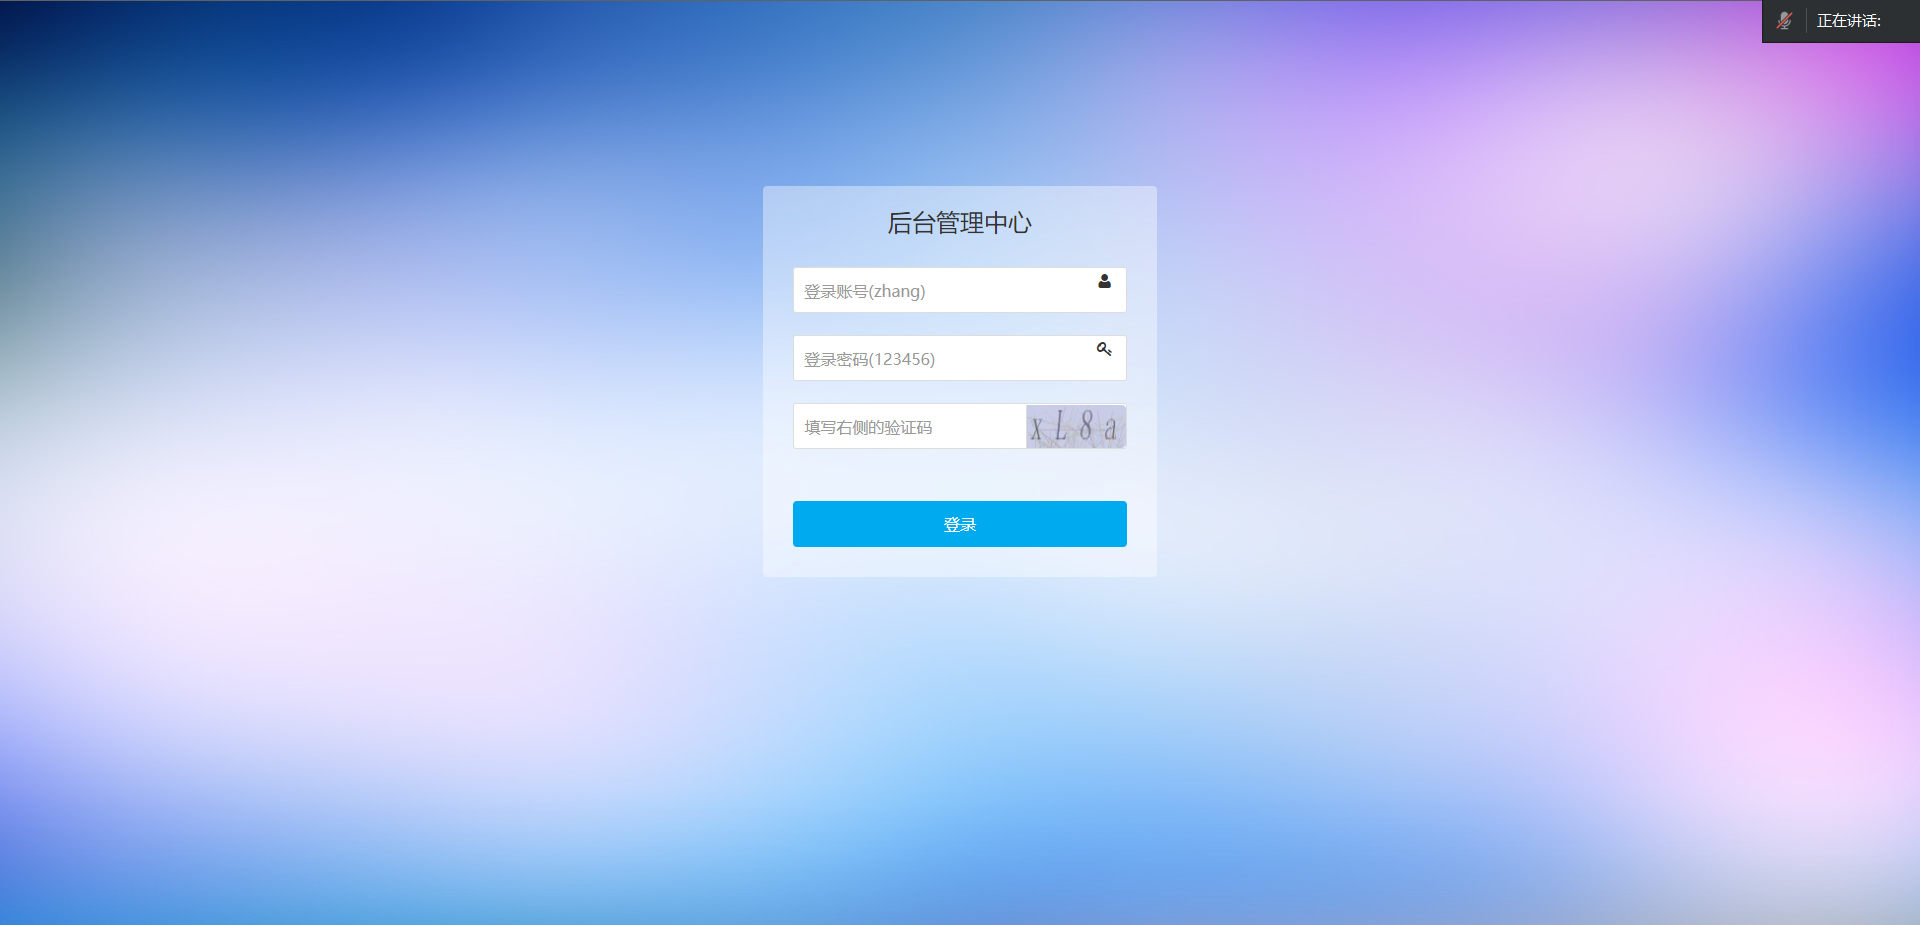 正在讲话:
后台管理中心
登录账号(zhang)
登录密码(123456)
填写右侧的验证码
xL8a
登录